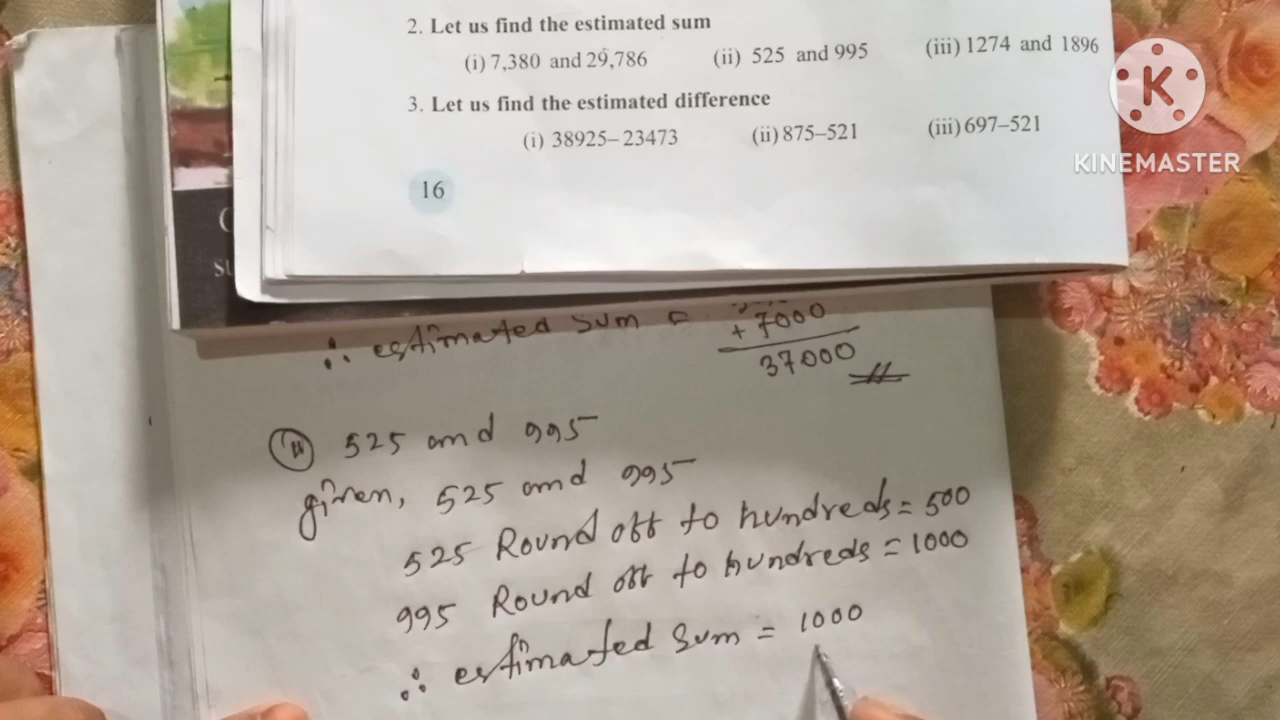 2. Let us find the estimated sum
(i) 7,380 and 29,786 (ii) 525 and 995 (iii) 1274 and 1896
3. Let us find the estimated difference
(i) 38925–23473 (ii) 875–521 (iii) 697–521
16
K
KINEMASTER
∴ estimated sum =
+ 7000
37000
(ii) 525 and 995
given, 525 and 995
525 Round off to hundreds = 500
995 Round off to hundreds = 1000
∴ estimated sum = 1000